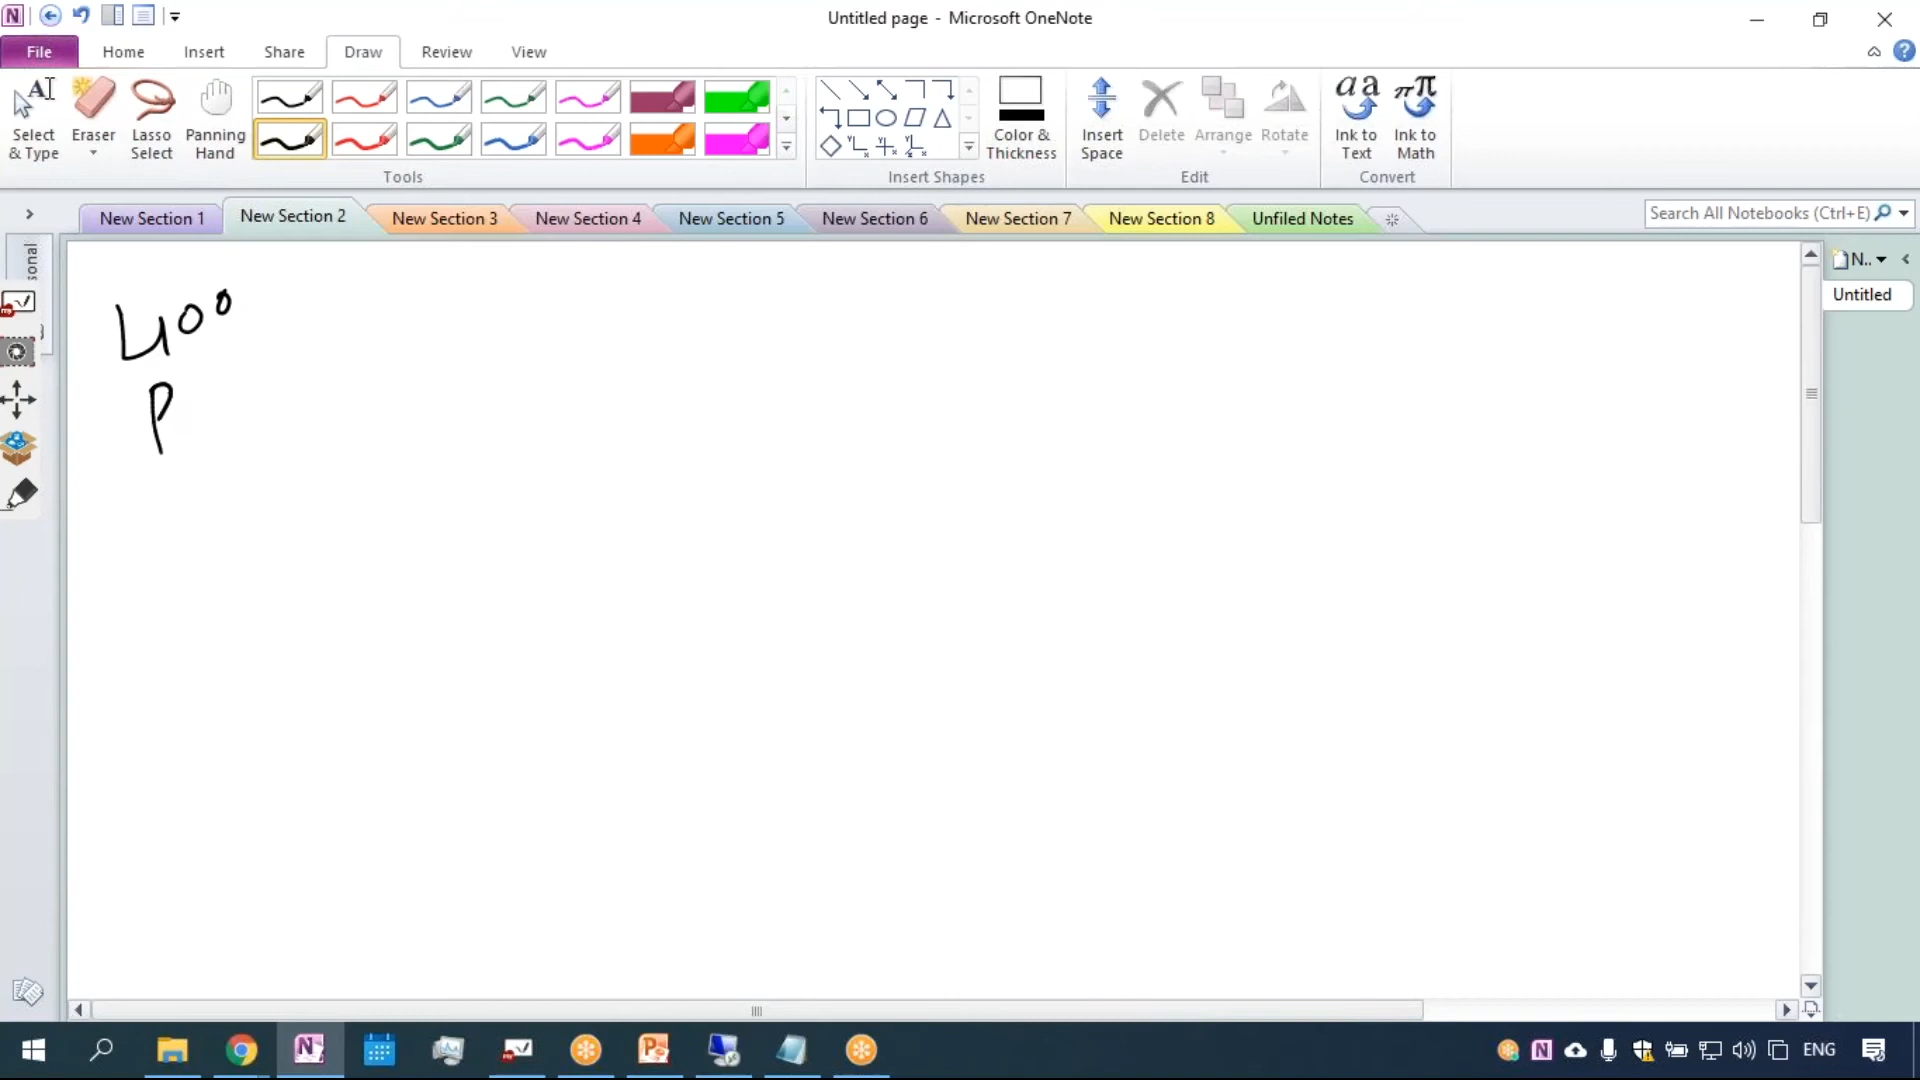 Untitled page - Microsoft OneNote
File Home Insert Share Draw Review View
Select & Type
Eraser
Lasso Select
Panning Hand
Color & Thickness
Insert Space
Delete
Arrange
Rotate
Ink to Text
Ink to Math
Tools
Insert Shapes
Edit
Convert
New Section 1 New Section 2 New Section 3 New Section 4 New Section 5 New Section 6 New Section 7 New Section 8 Unfiled Notes
Search All Notebooks (Ctrl+E)
N..
Untitled
sonal
40°
P
ENG